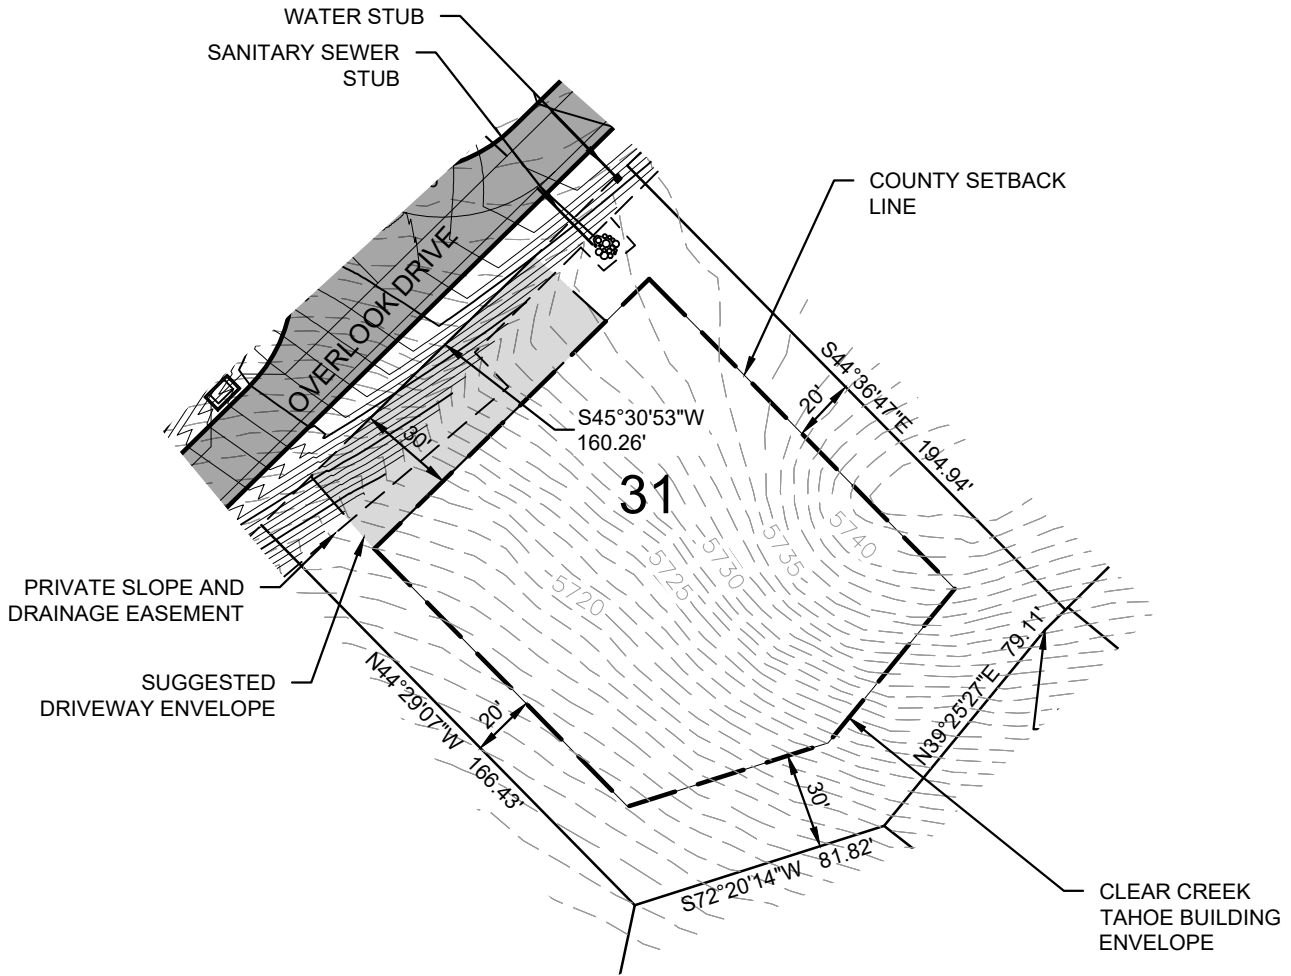 WATER STUB
SANITARY SEWER
STUB
COUNTY SETBACK
LINE
OVERLOOK DRIVE
S44°36'47"E 194.94'
20'
S45°30'53"W
160.26'
30'
31
5740
5735
5730
5725
5720
PRIVATE SLOPE AND
DRAINAGE EASEMENT
SUGGESTED
DRIVEWAY ENVELOPE
N44°29'07"W 166.43'
20'
N39°25'27"E 79.11'
30'
S72°20'14"W 81.82'
CLEAR CREEK
TAHOE BUILDING
ENVELOPE